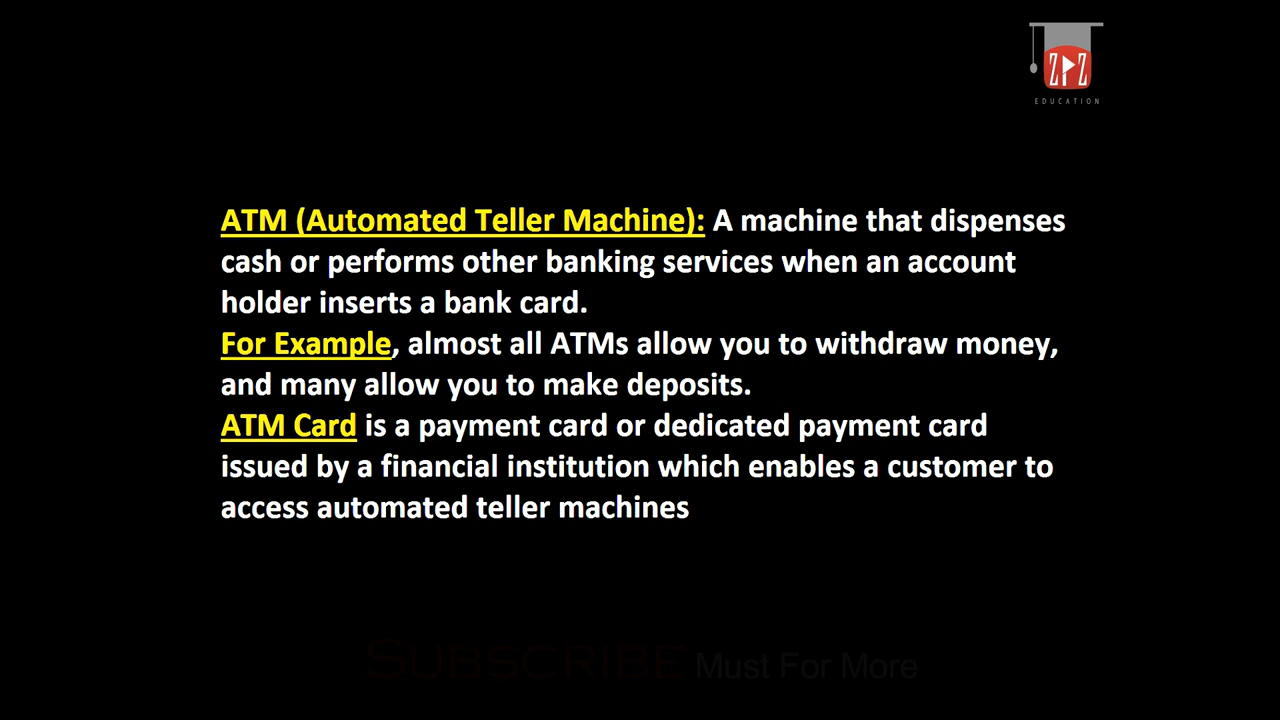 ZPZ
EDUCATION
ATM (Automated Teller Machine): A machine that dispenses
cash or performs other banking services when an account
holder inserts a bank card.
For Example, almost all ATMs allow you to withdraw money,
and many allow you to make deposits.
ATM Card is a payment card or dedicated payment card
issued by a financial institution which enables a customer to
access automated teller machines
SUBSCRIBE Must For More